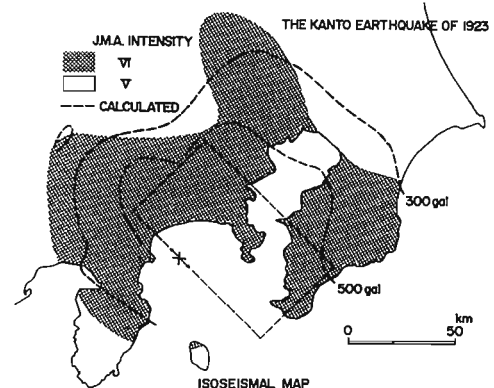 THE KANTO EARTHQUAKE OF 1923
J.M.A. INTENSITY
VI
V
CALCULATED
300 gal
500 gal
km
0 50
ISOSEISMAL MAP